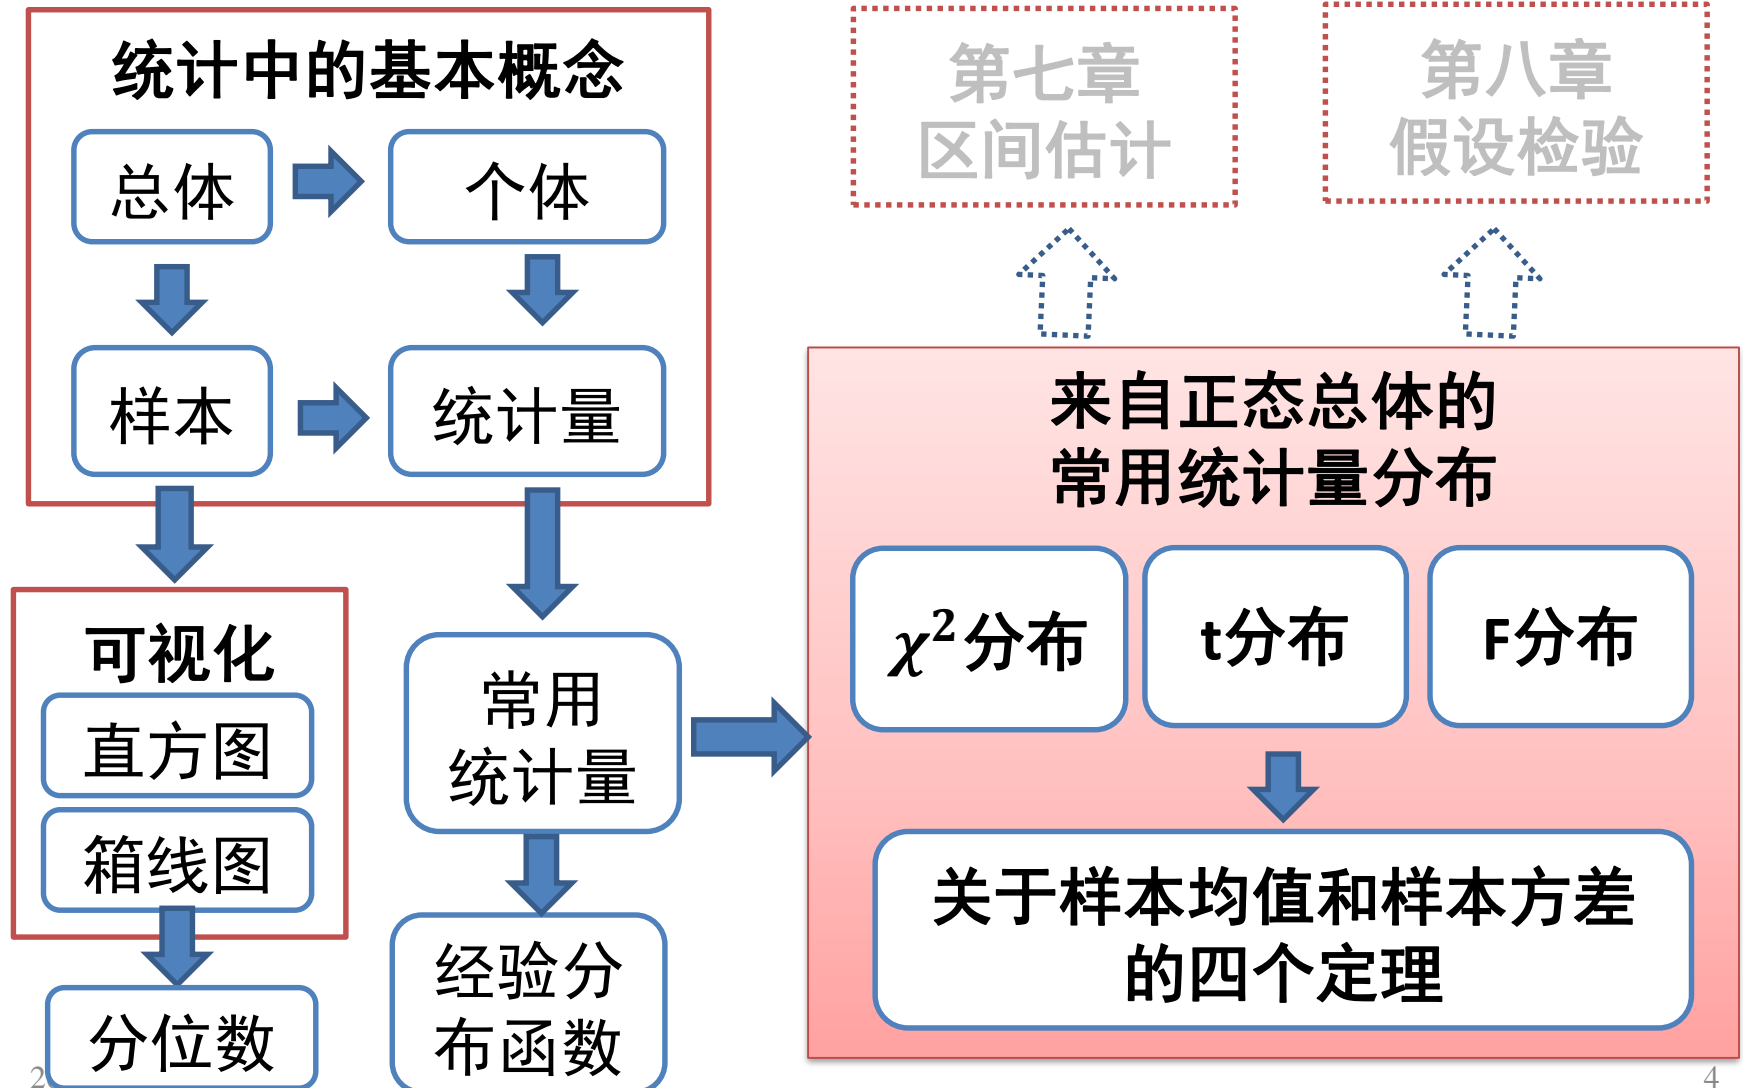 统计中的基本概念
总体
个体
样本
统计量
可视化
直方图
箱线图
分位数
常用
统计量
经验分
布函数
第七章
区间估计
第八章
假设检验
来自正态总体的
常用统计量分布
χ²分布
t分布
F分布
关于样本均值和样本方差
的四个定理
2
4